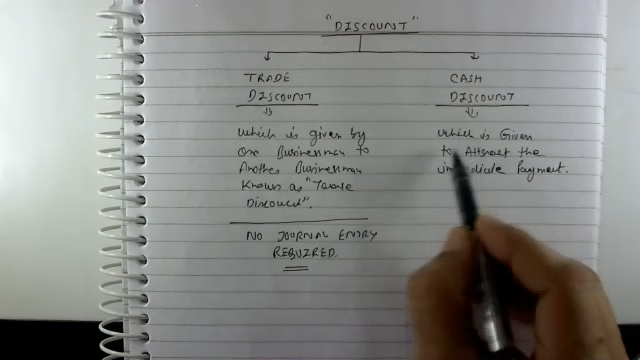 "DISCOUNT"
TRADE
DISCOUNT
which is given by
One Businessman to
Another Businessman
Known as "Trade
Discount".
NO JOURNAL ENTRY
REQUIRED.
CASH
DISCOUNT
which is Given
to Attract the
immediate Payment.